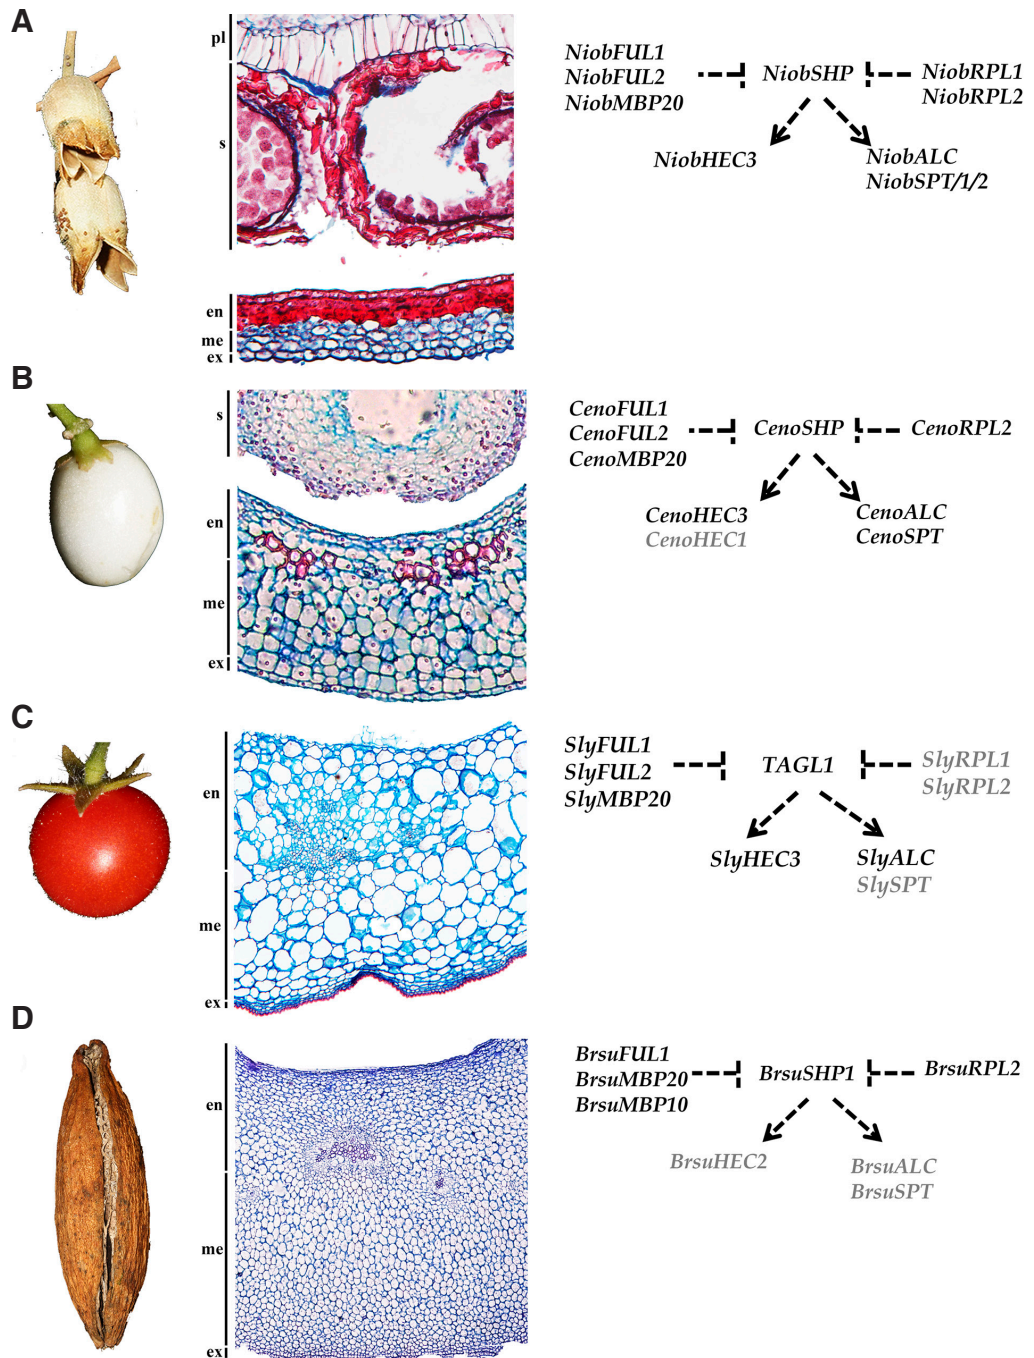 A
pl
s
en
me
ex
NiobFUL1
NiobFUL2
NiobMBP20
NiobSHP
NiobRPL1
NiobRPL2
NiobHEC3
NiobALC
NiobSPT/1/2
B
s
en
me
ex
CenoFUL1
CenoFUL2
CenoMBP20
CenoSHP
CenoRPL2
CenoHEC3
CenoHEC1
CenoALC
CenoSPT
C
en
me
ex
SlyFUL1
SlyFUL2
SlyMBP20
TAGL1
SlyRPL1
SlyRPL2
SlyHEC3
SlyALC
SlySPT
D
en
me
ex
BrsuFUL1
BrsuMBP20
BrsuMBP10
BrsuSHP1
BrsuRPL2
BrsuHEC2
BrsuALC
BrsuSPT